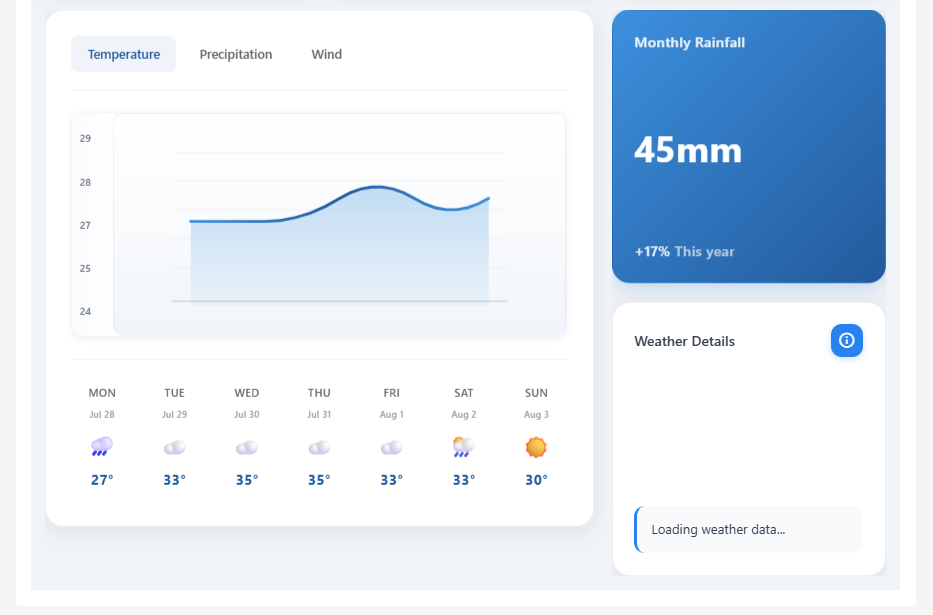 Temperature Precipitation Wind
29
28
27
25
24
MON TUE WED THU FRI SAT SUN
Jul 28 Jul 29 Jul 30 Jul 31 Aug 1 Aug 2 Aug 3
27° 33° 35° 35° 33° 33° 30°
Monthly Rainfall
45mm
+17% This year
Weather Details
Loading weather data...